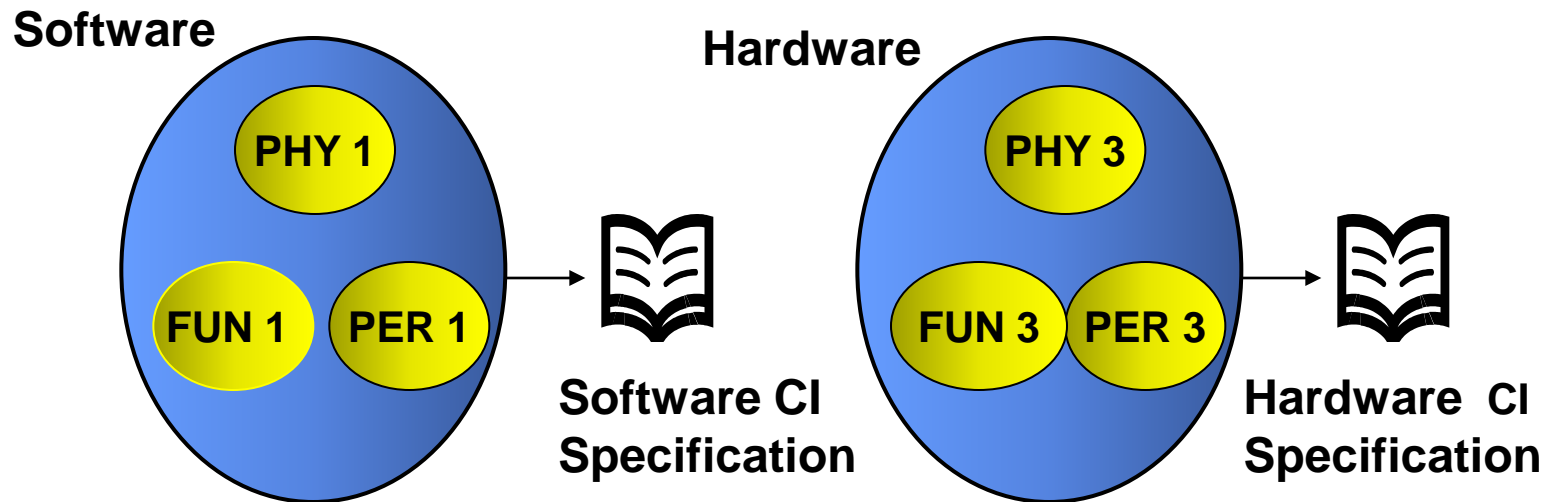 Software
PHY 1
FUN 1
PER 1
Software CI
Specification
Hardware
PHY 3
FUN 3
PER 3
Hardware CI
Specification